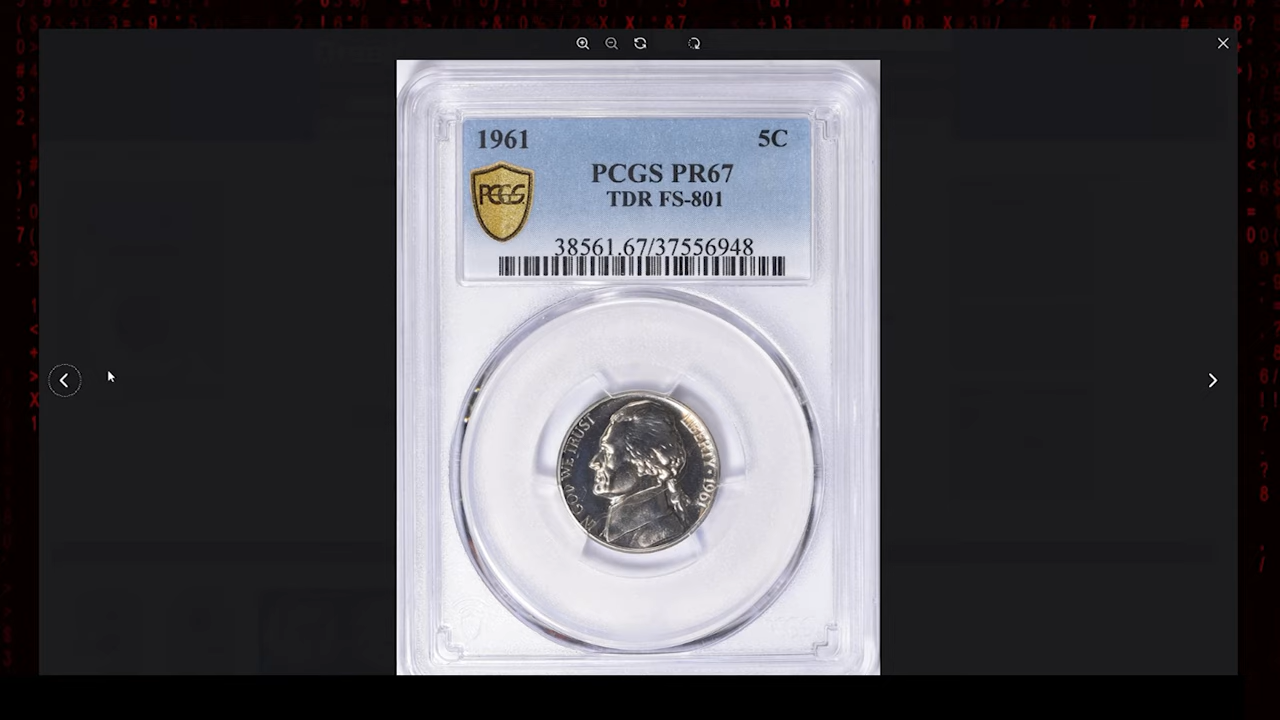 1961 5C
PCGS PR67
TDR FS-801
PCGS
38561.67/37556948
IN GOD WE TRUST
LIBERTY 1961